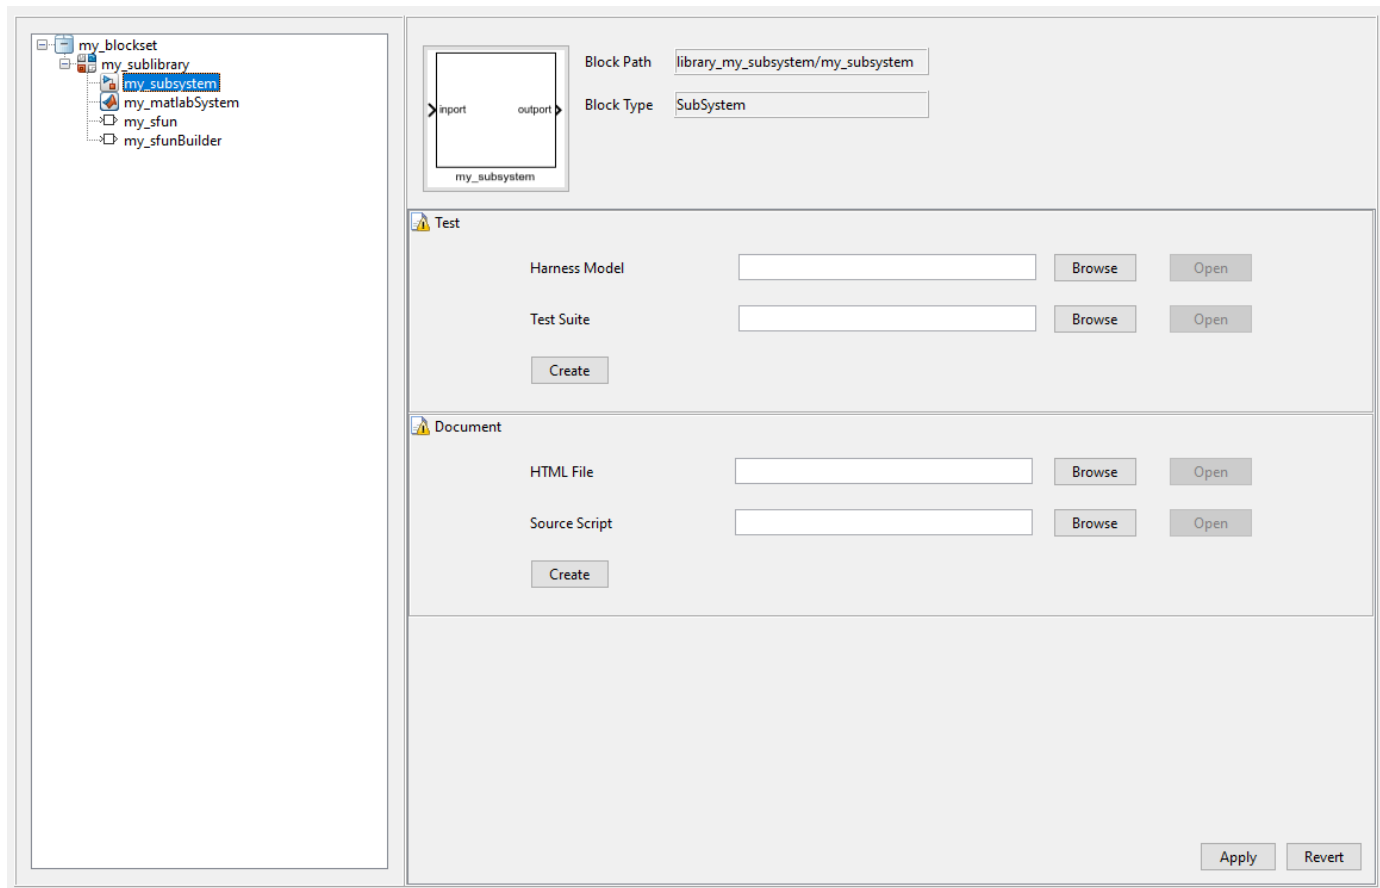 my_blockset
my_sublibrary
my_subsystem
my_matlabSystem
my_sfun
my_sfunBuilder
inport outport
my_subsystem
Block Path library_my_subsystem/my_subsystem
Block Type SubSystem
Test
Harness Model Browse Open
Test Suite Browse Open
Create
Document
HTML File Browse Open
Source Script Browse Open
Create
Apply Revert